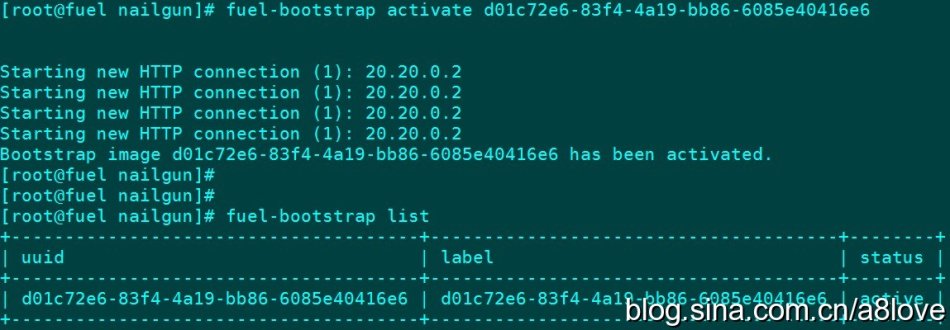 [root@fuel nailgun]# fuel-bootstrap activate d01c72e6-83f4-4a19-bb86-6085e40416e6
Starting new HTTP connection (1): 20.20.0.2
Starting new HTTP connection (1): 20.20.0.2
Starting new HTTP connection (1): 20.20.0.2
Starting new HTTP connection (1): 20.20.0.2
Bootstrap image d01c72e6-83f4-4a19-bb86-6085e40416e6 has been activated.
[root@fuel nailgun]#
[root@fuel nailgun]#
[root@fuel nailgun]# fuel-bootstrap list
+--------------------------------------+--------------------------------------+--------+
| uuid | label | status |
+--------------------------------------+--------------------------------------+--------+
| d01c72e6-83f4-4a19-bb86-6085e40416e6 | d01c72e6-83f4-4a19-bb86-6085e40416e6 | active |
+--------------------------------------+--------------------------------------+--------+
blog.sina.com.cn/a8love